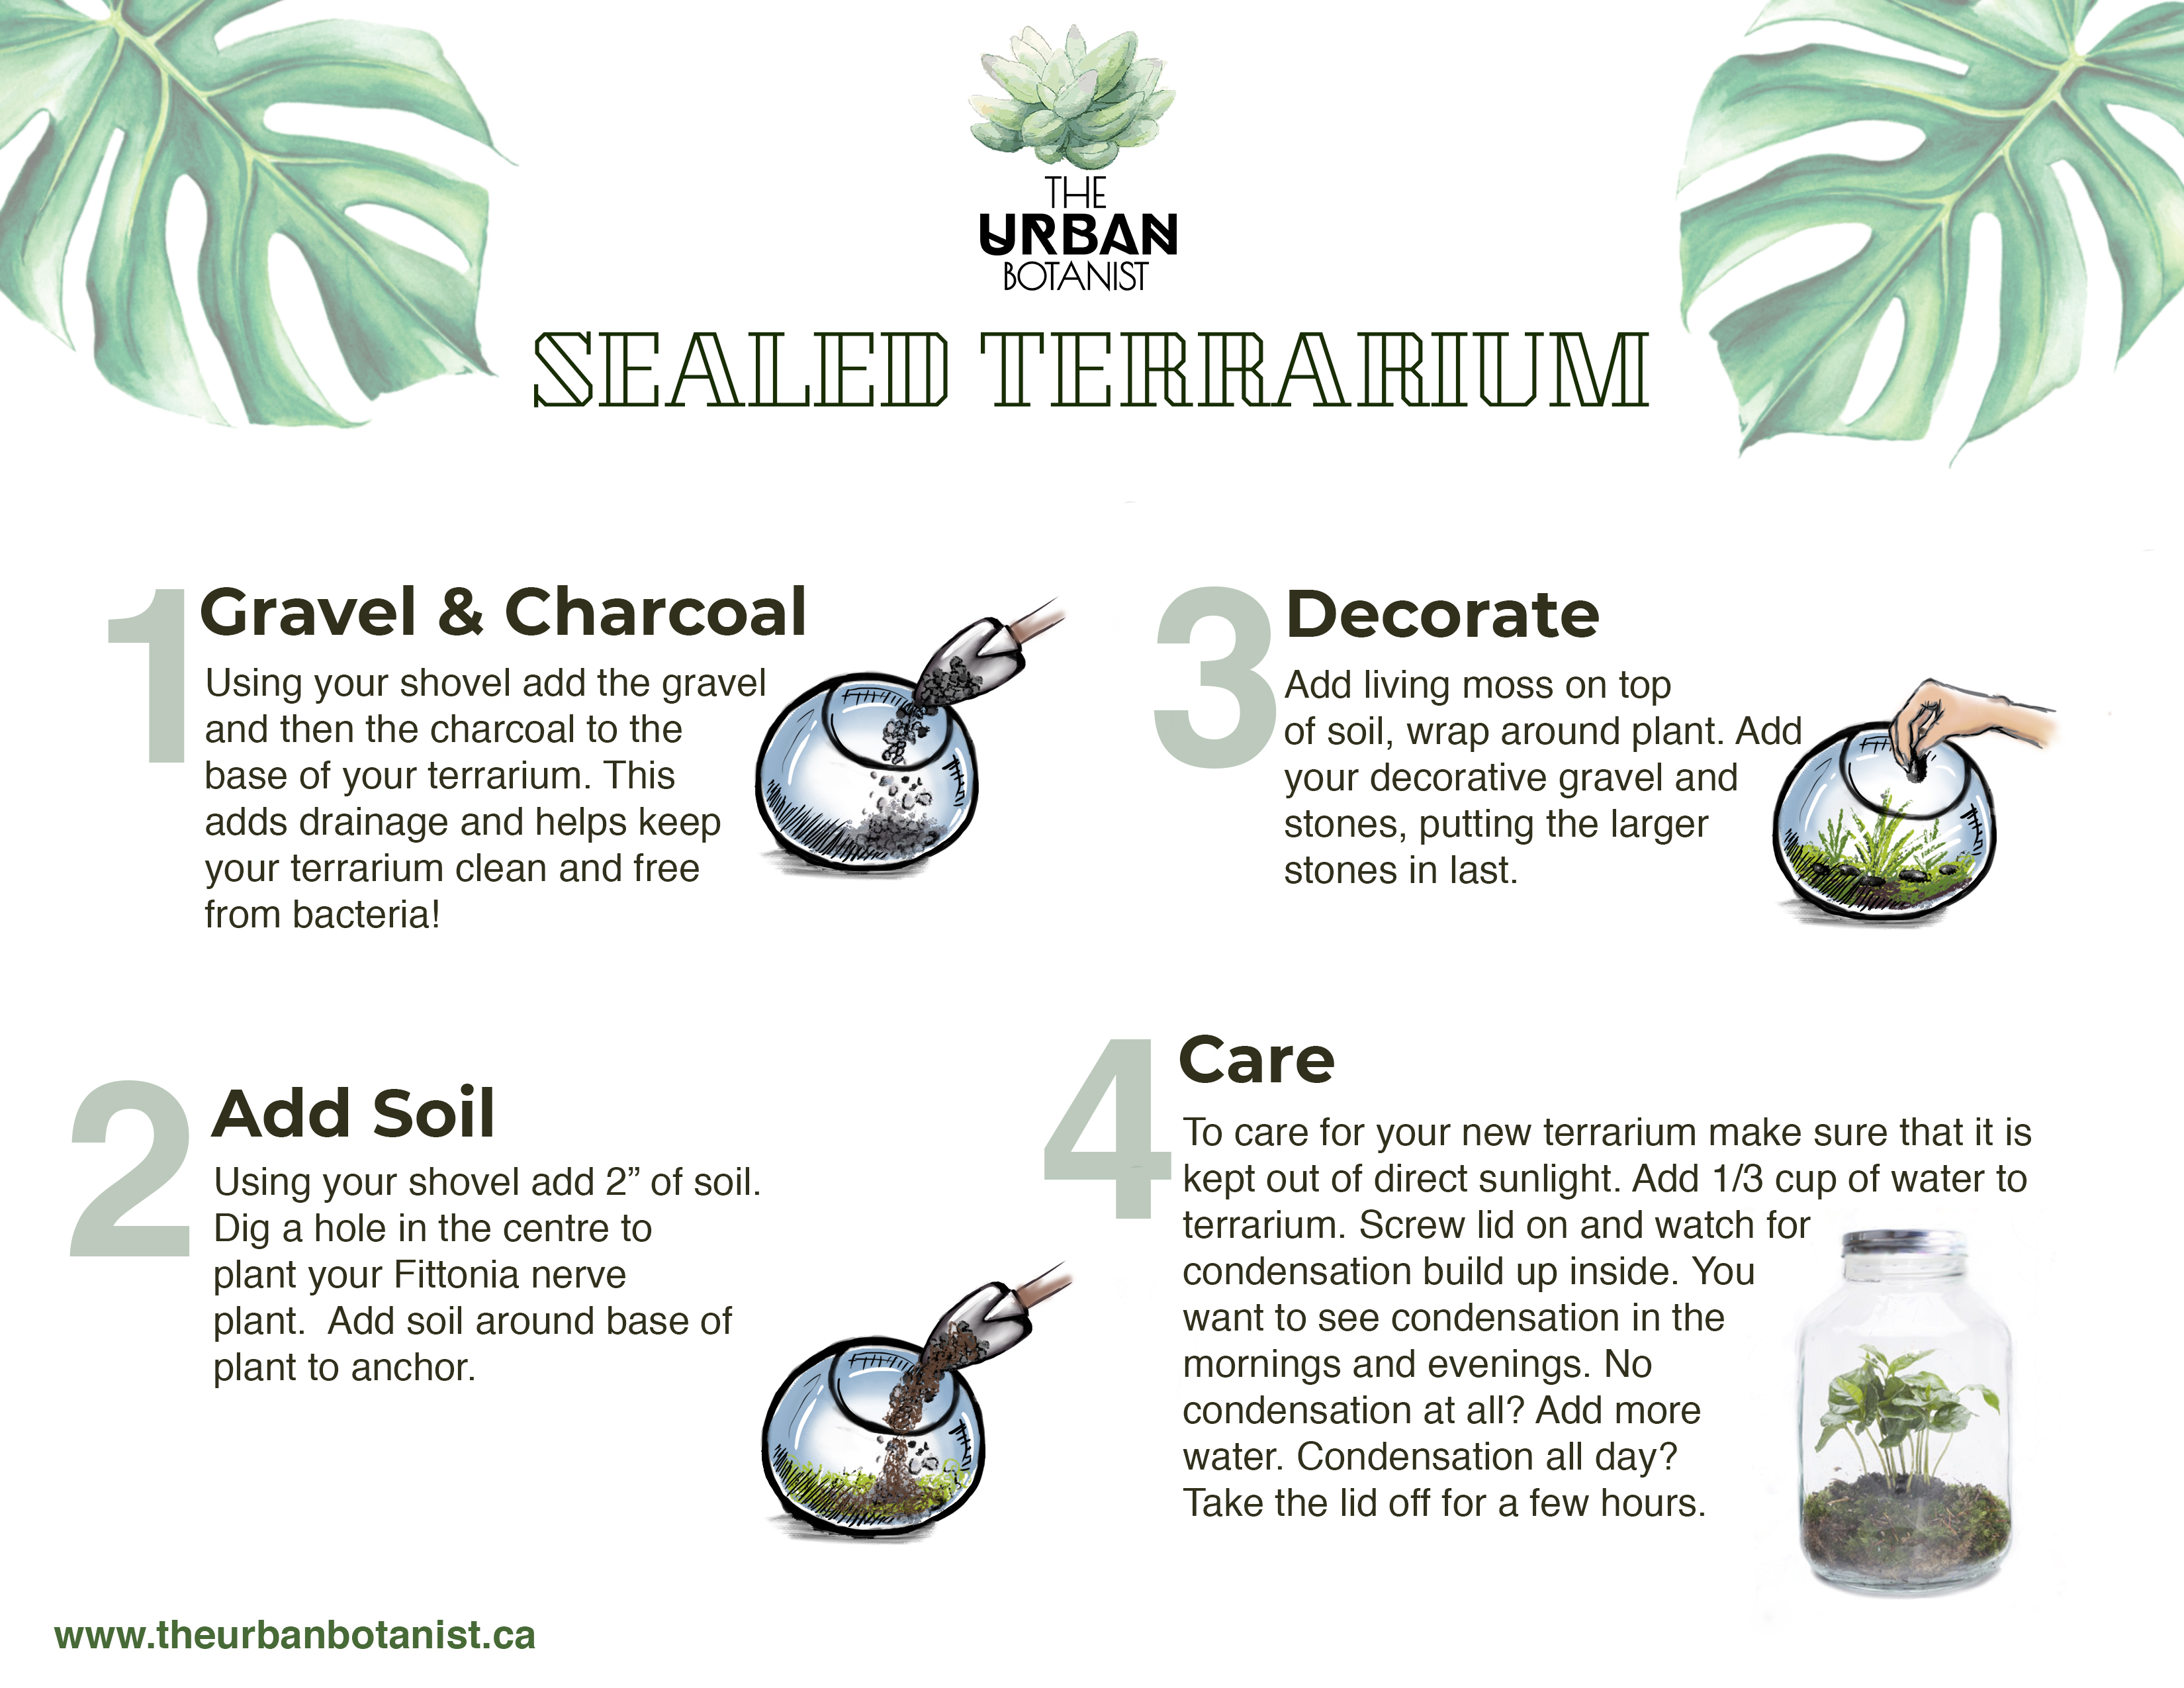 THE
URBAN
BOTANIST
SEALED TERRARIUM
1
Gravel & Charcoal
Using your shovel add the gravel
and then the charcoal to the
base of your terrarium. This
adds drainage and helps keep
your terrarium clean and free
from bacteria!
2
Add Soil
Using your shovel add 2” of soil.
Dig a hole in the centre to
plant your Fittonia nerve
plant.  Add soil around base of
plant to anchor.
3
Decorate
Add living moss on top
of soil, wrap around plant. Add
your decorative gravel and
stones, putting the larger
stones in last.
4
Care
To care for your new terrarium make sure that it is
kept out of direct sunlight. Add 1/3 cup of water to
terrarium. Screw lid on and watch for
condensation build up inside. You
want to see condensation in the
mornings and evenings. No
condensation at all? Add more
water. Condensation all day?
Take the lid off for a few hours.
www.theurbanbotanist.ca